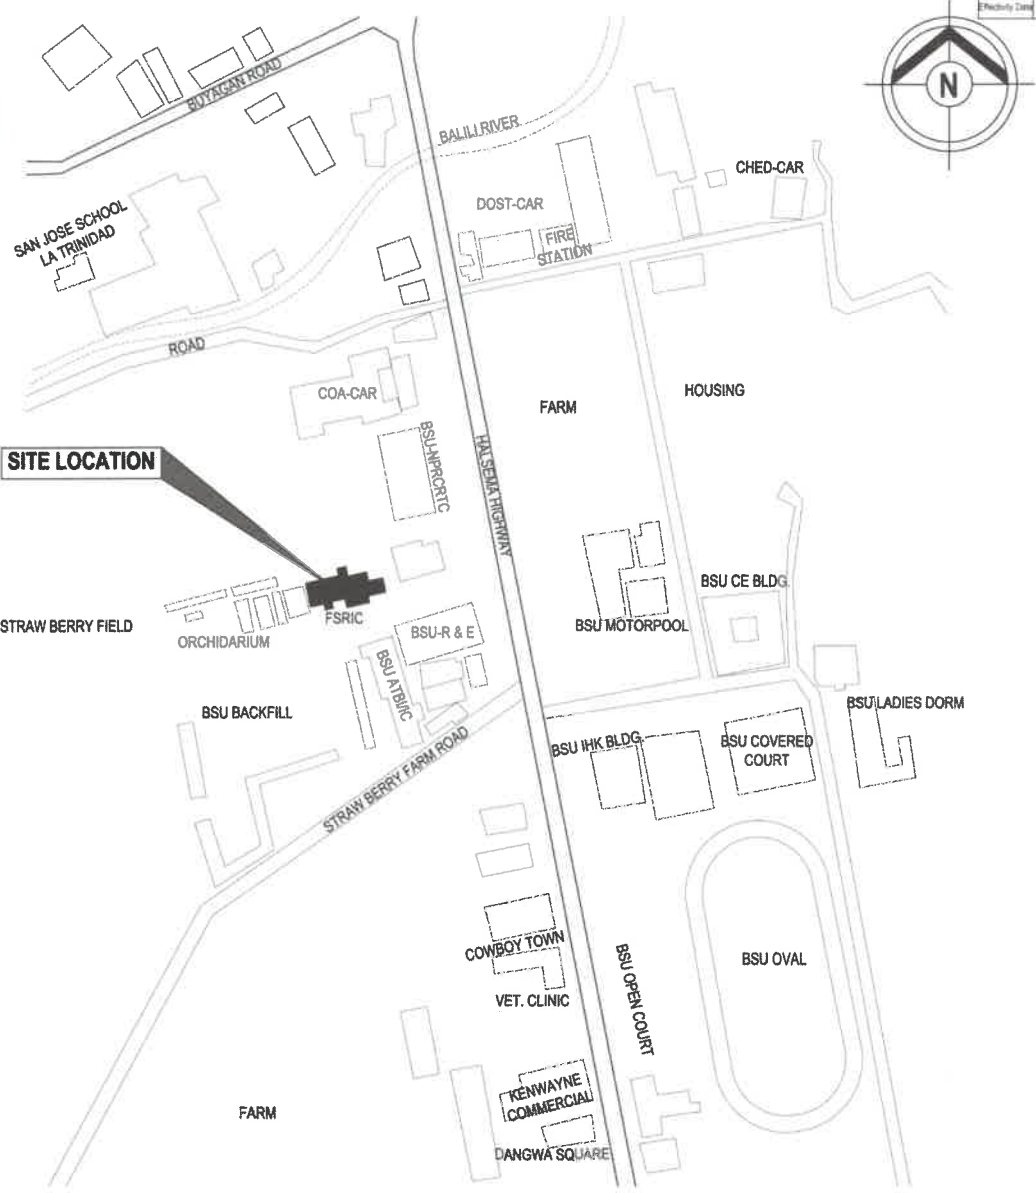 Effectivity Date
N
BUYAGAN ROAD
BALILI RIVER
CHED-CAR
DOST-CAR
SAN JOSE SCHOOL
LA TRINIDAD
FIRE
STATION
ROAD
COA-CAR
HOUSING
FARM
BSU-NPRCRTC
HALSEMA HIGHWAY
SITE LOCATION
BSU CE BLDG.
STRAW BERRY FIELD
FSRIC
BSU MOTORPOOL
ORCHIDARIUM
BSU-R & E
BSU ATBI/IC
BSU BACKFILL
BSU LADIES DORM
BSU IHK BLDG.
BSU COVERED
COURT
STRAW BERRY FARM ROAD
COWBOY TOWN
BSU OPEN COURT
BSU OVAL
VET. CLINIC
KENWAYNE
COMMERCIAL
FARM
DANGWA SQUARE